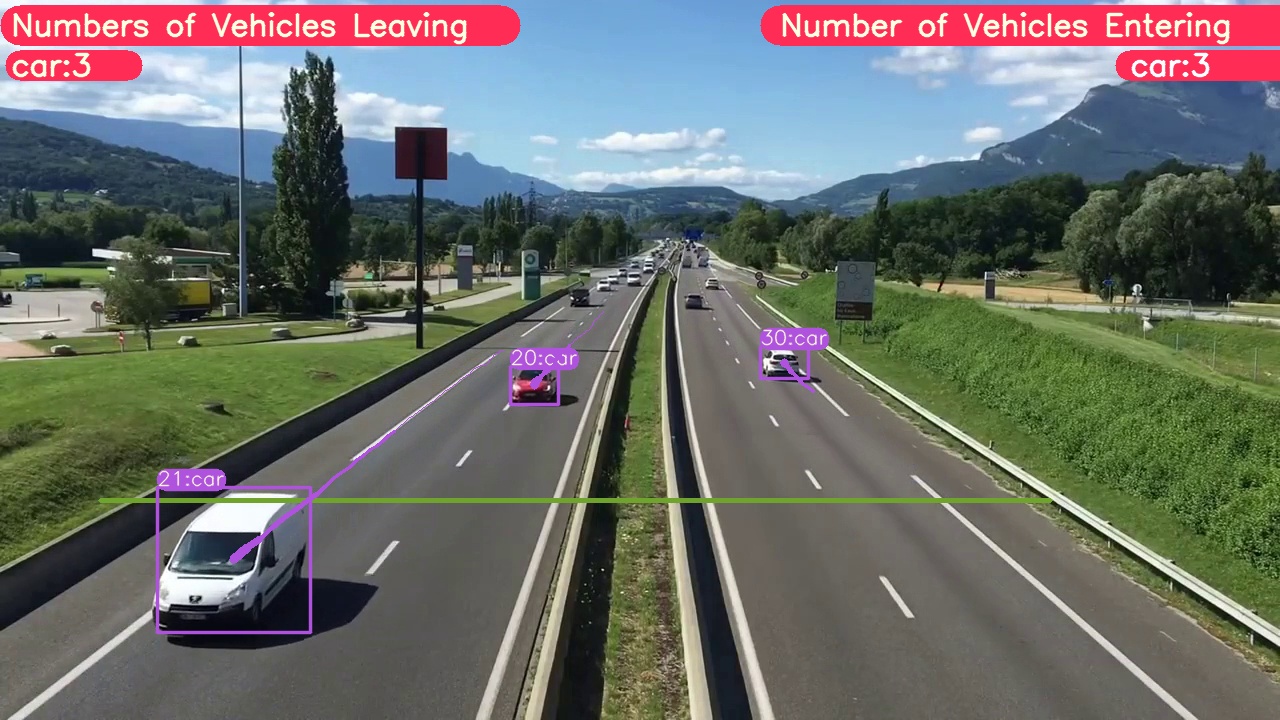 Numbers of Vehicles Leaving
Number of Vehicles Entering
car:3
car:3
30:car
20:car
21:car